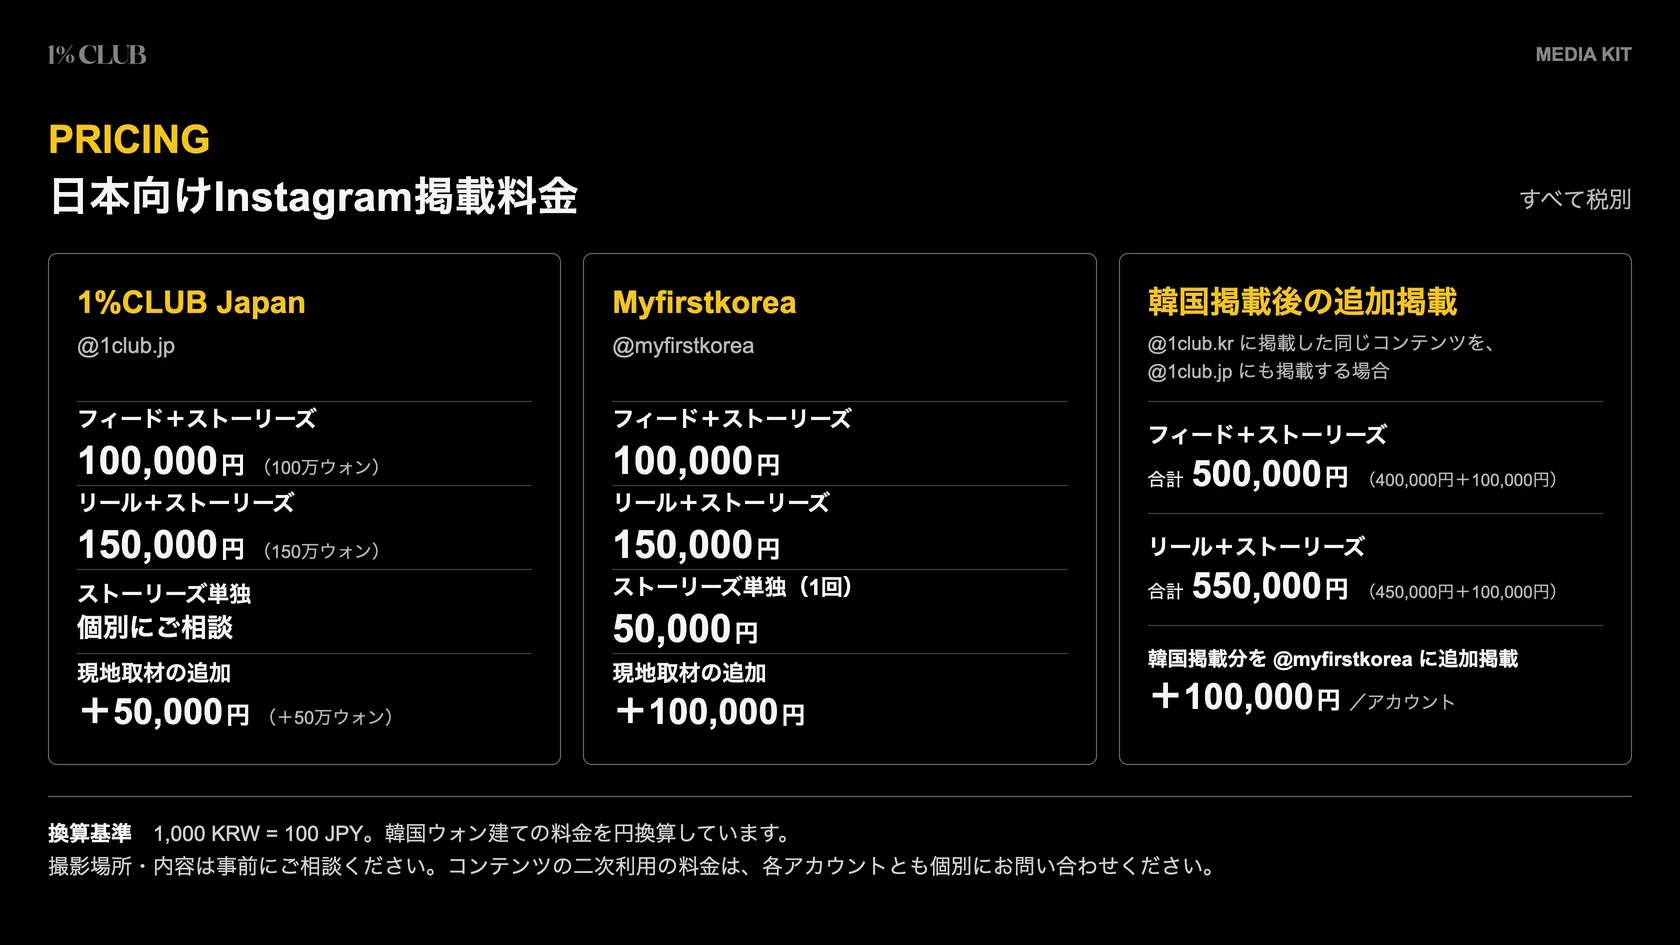 1% CLUB
MEDIA KIT
PRICING
日本向けInstagram掲載料金
すべて税別
1%CLUB Japan
@1club.jp
フィード＋ストーリーズ
100,000円（100万ウォン）
リール＋ストーリーズ
150,000円（150万ウォン）
ストーリーズ単独
個別にご相談
現地取材の追加
＋50,000円（＋50万ウォン）
Myfirstkorea
@myfirstkorea
フィード＋ストーリーズ
100,000円
リール＋ストーリーズ
150,000円
ストーリーズ単独（1回）
50,000円
現地取材の追加
＋100,000円
韓国掲載後の追加掲載
@1club.kr に掲載した同じコンテンツを、
@1club.jp にも掲載する場合
フィード＋ストーリーズ
合計 500,000円（400,000円＋100,000円）
リール＋ストーリーズ
合計 550,000円（450,000円＋100,000円）
韓国掲載分を @myfirstkorea に追加掲載
＋100,000円／アカウント
換算基準　1,000 KRW = 100 JPY。韓国ウォン建ての料金を円換算しています。
撮影場所・内容は事前にご相談ください。コンテンツの二次利用の料金は、各アカウントとも個別にお問い合わせください。